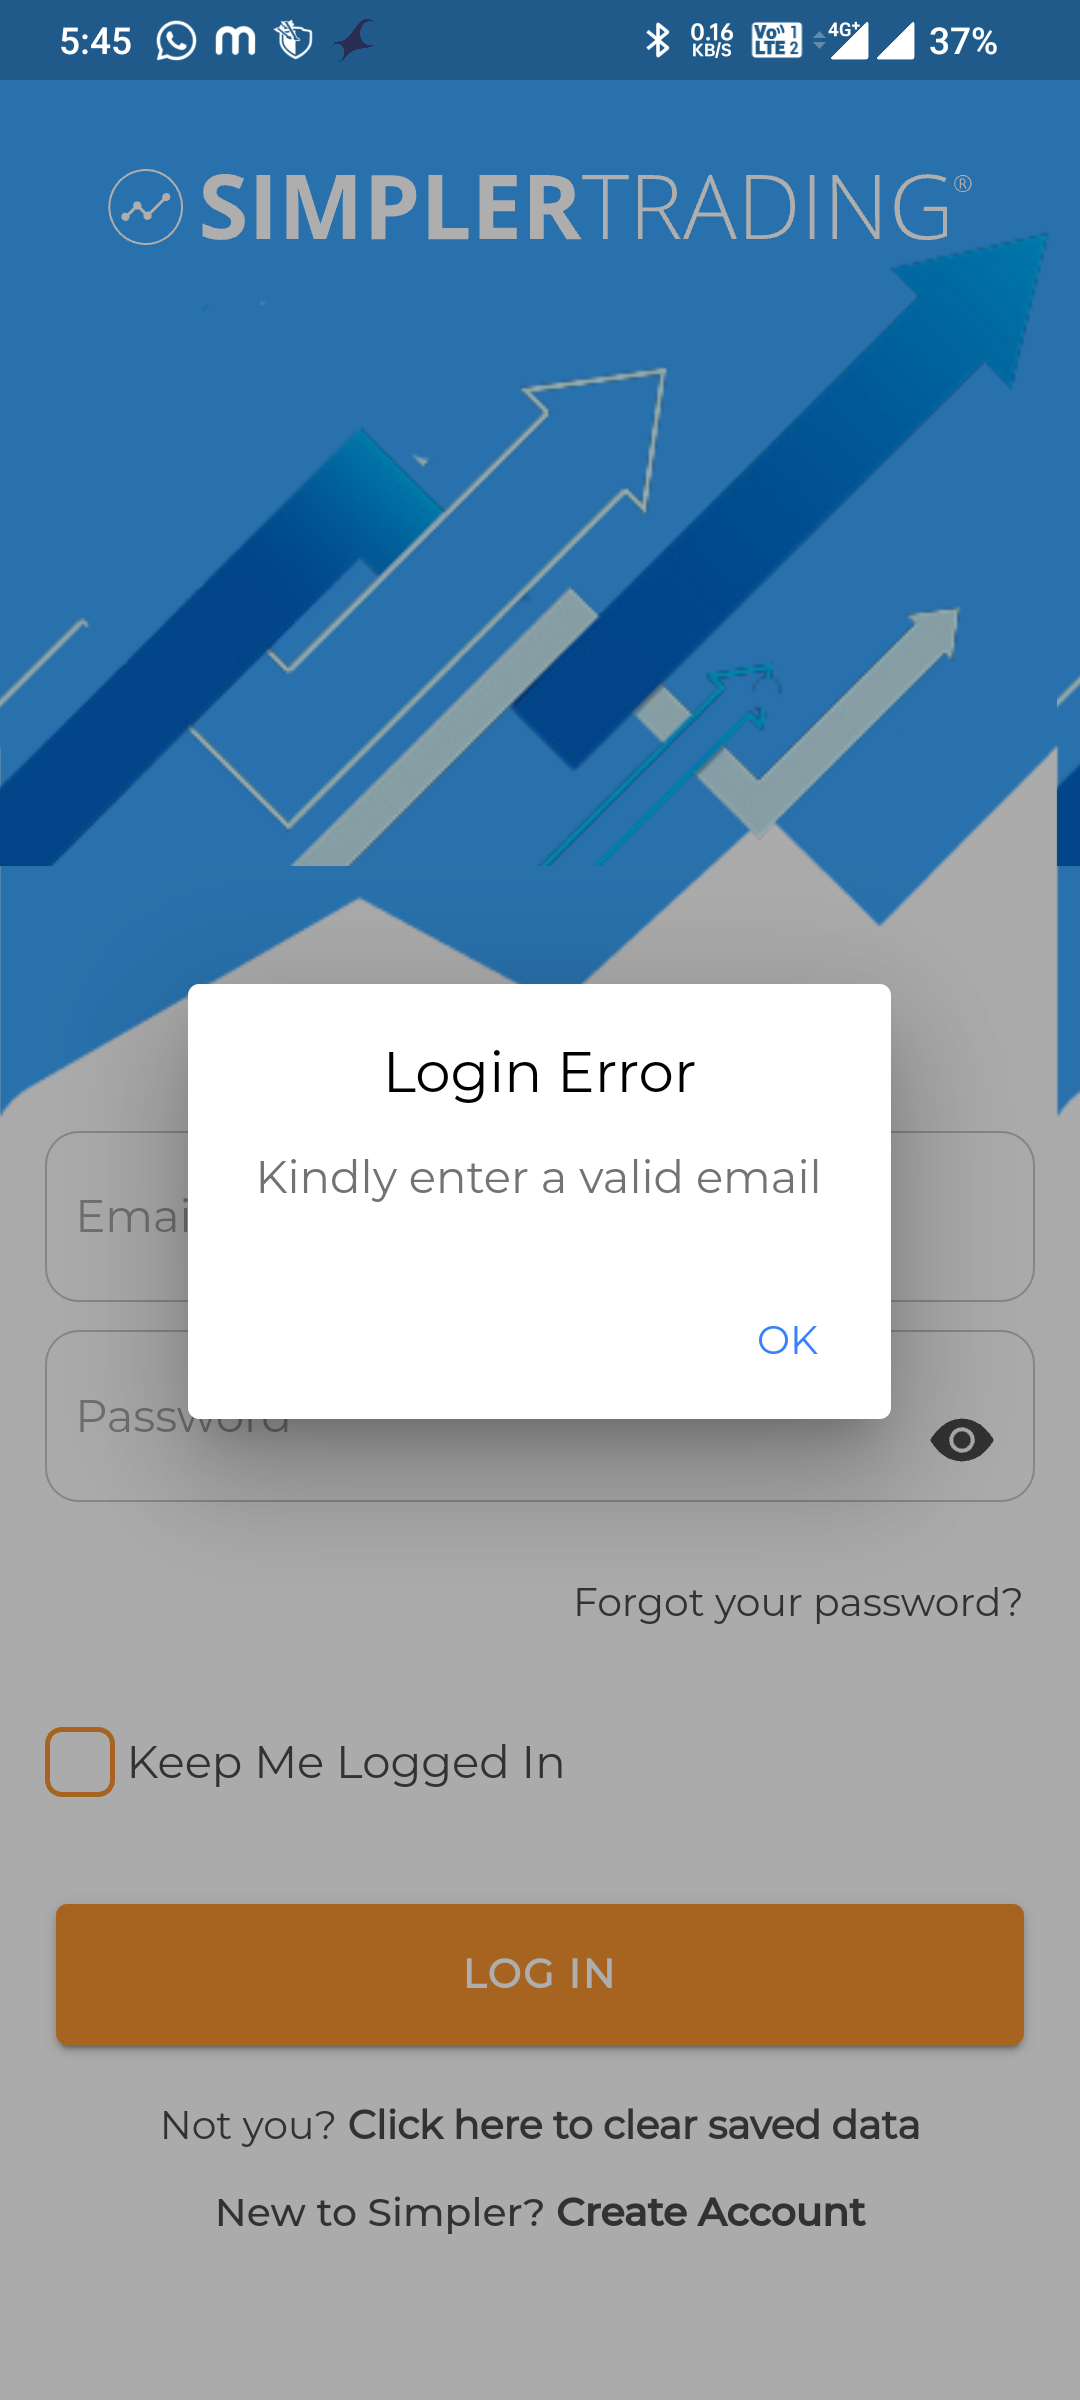 5:45 m 0.16 KB/S Vo LTE 1 2 4G+ 37%
SIMPLERTRADING®
Login Error
Kindly enter a valid email
Emai
OK
Password
Forgot your password?
Keep Me Logged In
LOG IN
Not you? Click here to clear saved data
New to Simpler? Create Account